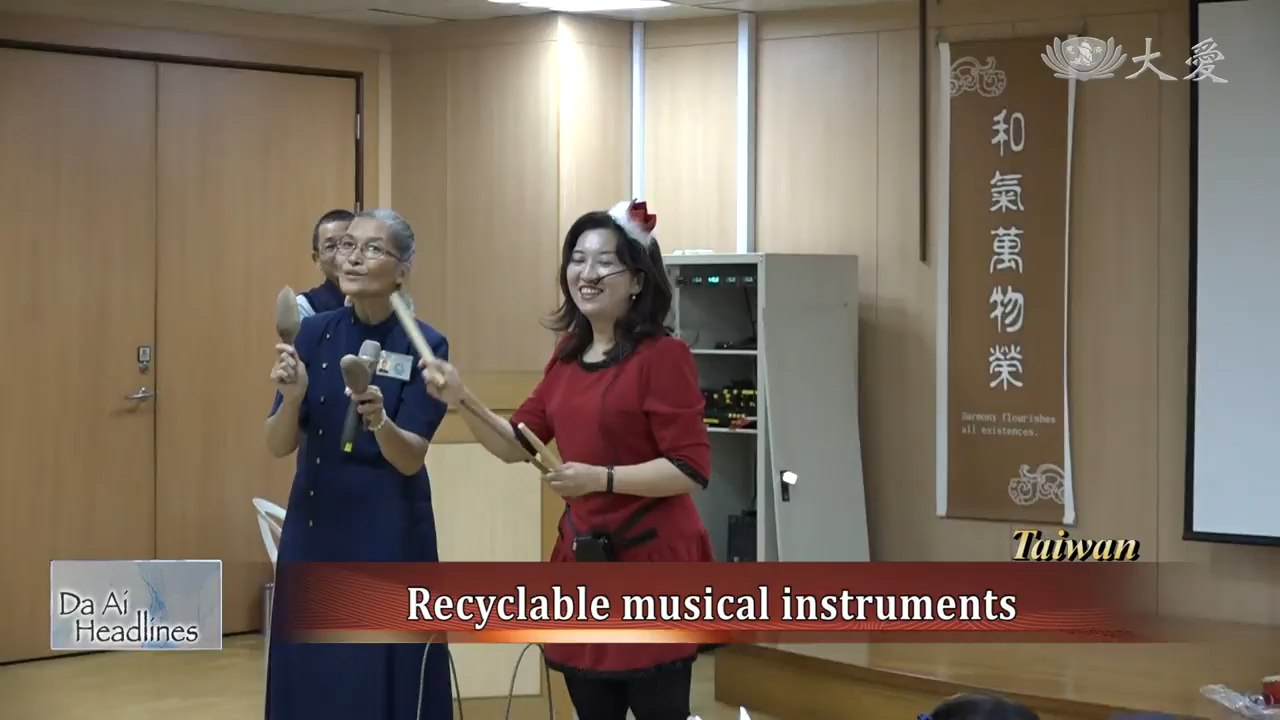 大愛
和氣萬物榮
Harmony flourishes
all existences.
Taiwan
Recyclable musical instruments
Da Ai
Headlines